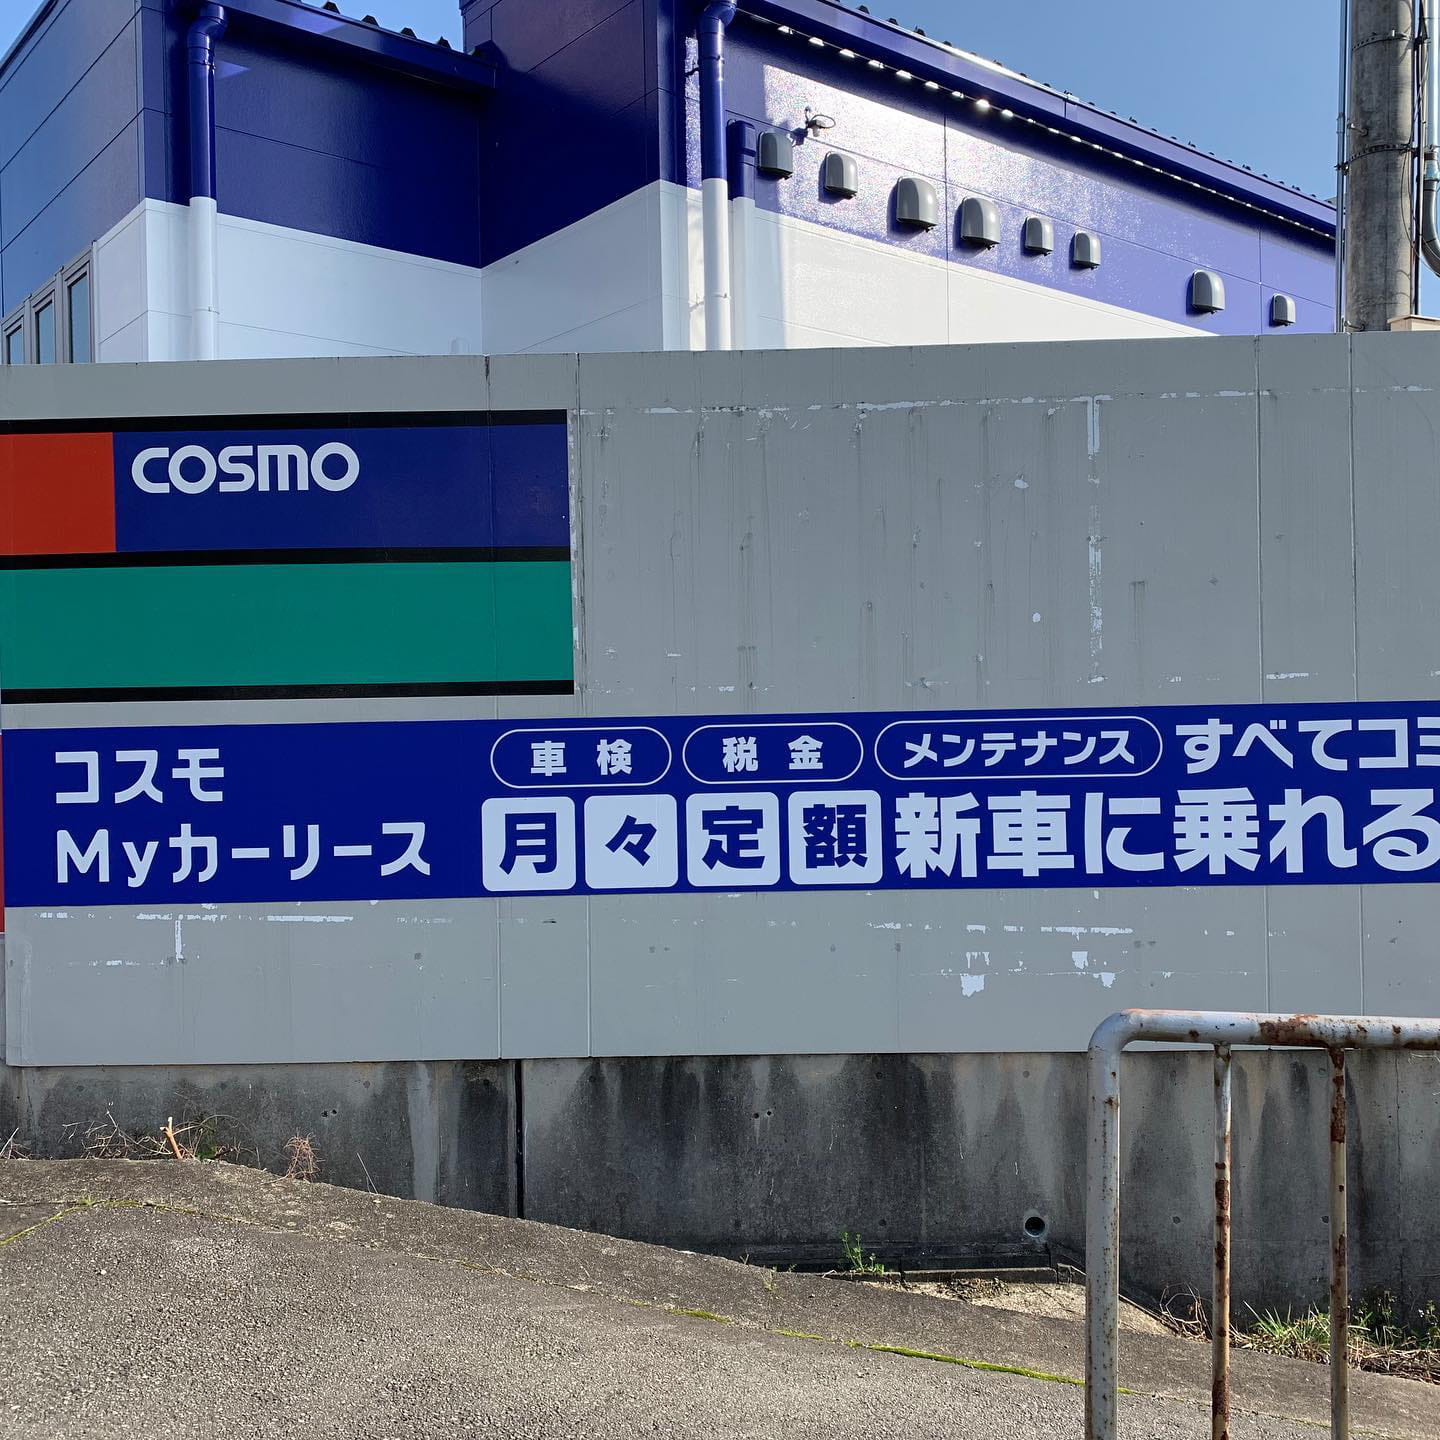 COSMO
コスモ
Myカーリース
車検 税金 メンテナンス すべてコミ
月々定額 新車に乗れる